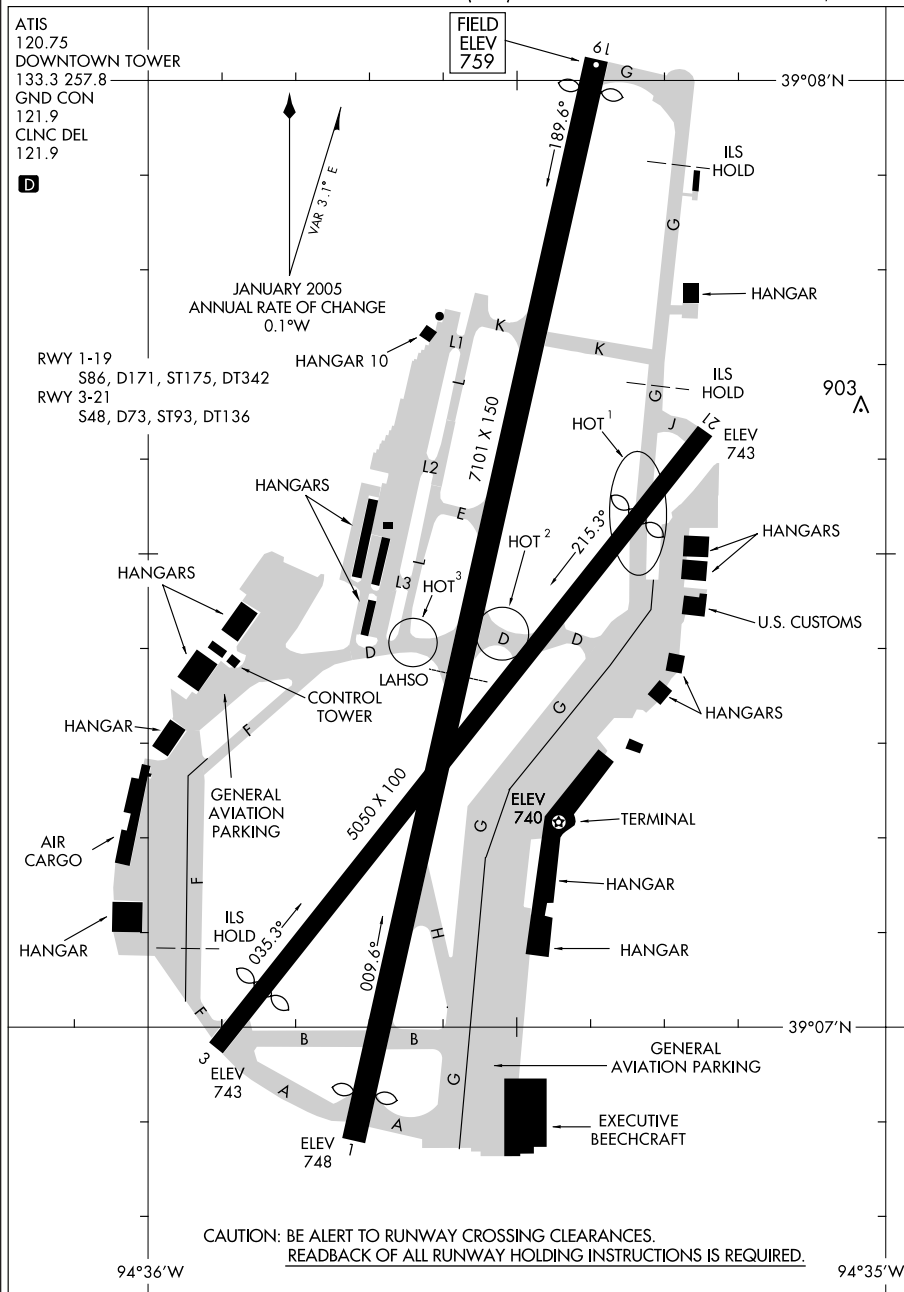 ATIS
120.75
DOWNTOWN TOWER
133.3 257.8
GND CON
121.9
CLNC DEL
121.9
D
FIELD
ELEV
759
19
G
39°08'N
189.6°
ILS
HOLD
VAR 3.1° E
G
JANUARY 2005
ANNUAL RATE OF CHANGE
0.1°W
HANGAR
K
L1
K
HANGAR 10
RWY 1-19
S86, D171, ST175, DT342
RWY 3-21
S48, D73, ST93, DT136
L
ILS
HOLD
G
903
J
21
ELEV
743
HOT 1
7101 X 150
L2
HANGARS
E
HOT 2
215.3°
HANGARS
L
HANGARS
L3
HOT 3
U.S. CUSTOMS
D
D
D
LAHSO
CONTROL
TOWER
HANGARS
HANGAR
F
G
GENERAL
AVIATION
PARKING
5050 X 100
ELEV
740
G
TERMINAL
AIR
CARGO
F
HANGAR
ILS
HOLD
035.3°
009.6°
H
HANGAR
HANGAR
F
39°07'N
B
B
3
ELEV
743
A
G
GENERAL
AVIATION PARKING
A
EXECUTIVE
BEECHCRAFT
ELEV
748
1
CAUTION: BE ALERT TO RUNWAY CROSSING CLEARANCES.
READBACK OF ALL RUNWAY HOLDING INSTRUCTIONS IS REQUIRED.
94°36'W
94°35'W